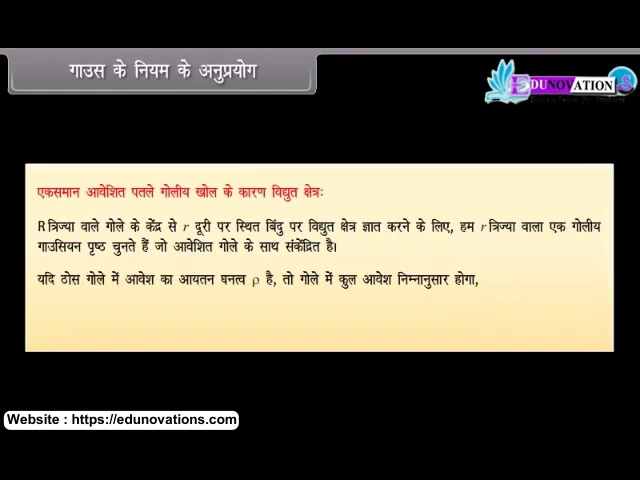 गाउस के नियम के अनुप्रयोग
EDUNOVATIONS
एकसमान आवेशित पतले गोलीय खोल के कारण विद्युत क्षेत्रः
R त्रिज्या वाले गोले के केंद्र से r दूरी पर स्थित बिंदु पर विद्युत क्षेत्र ज्ञात करने के लिए, हम r त्रिज्या वाला एक गोलीय
गाउसियन पृष्ठ चुनते हैं जो आवेशित गोले के साथ संकेंद्रित है।
यदि ठोस गोले में आवेश का आयतन घनत्व ρ है, तो गोले में कुल आवेश निम्नानुसार होगा,
Website : https://edunovations.com/